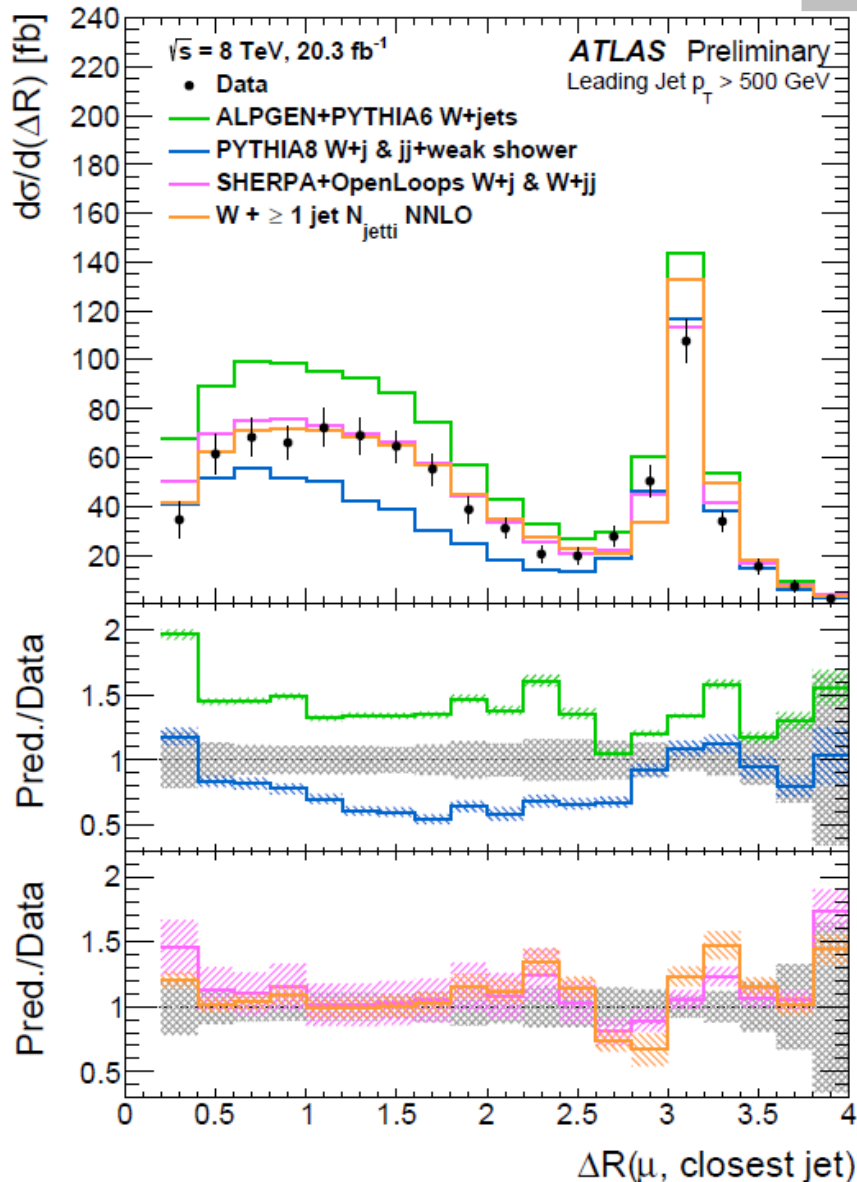 240
220
200
180
160
140
120
100
80
60
40
20
dσ/d(ΔR) [fb]
√s = 8 TeV, 20.3 fb⁻¹
Data
ALPGEN+PYTHIA6 W+jets
PYTHIA8 W+j & jj+weak shower
SHERPA+OpenLoops W+j & W+jj
W + ≥ 1 jet N_jetti NNLO
ATLAS Preliminary
Leading Jet p_T > 500 GeV
2
1.5
1
0.5
Pred./Data
2
1.5
1
0.5
Pred./Data
0 0.5 1 1.5 2 2.5 3 3.5 4
ΔR(μ, closest jet)